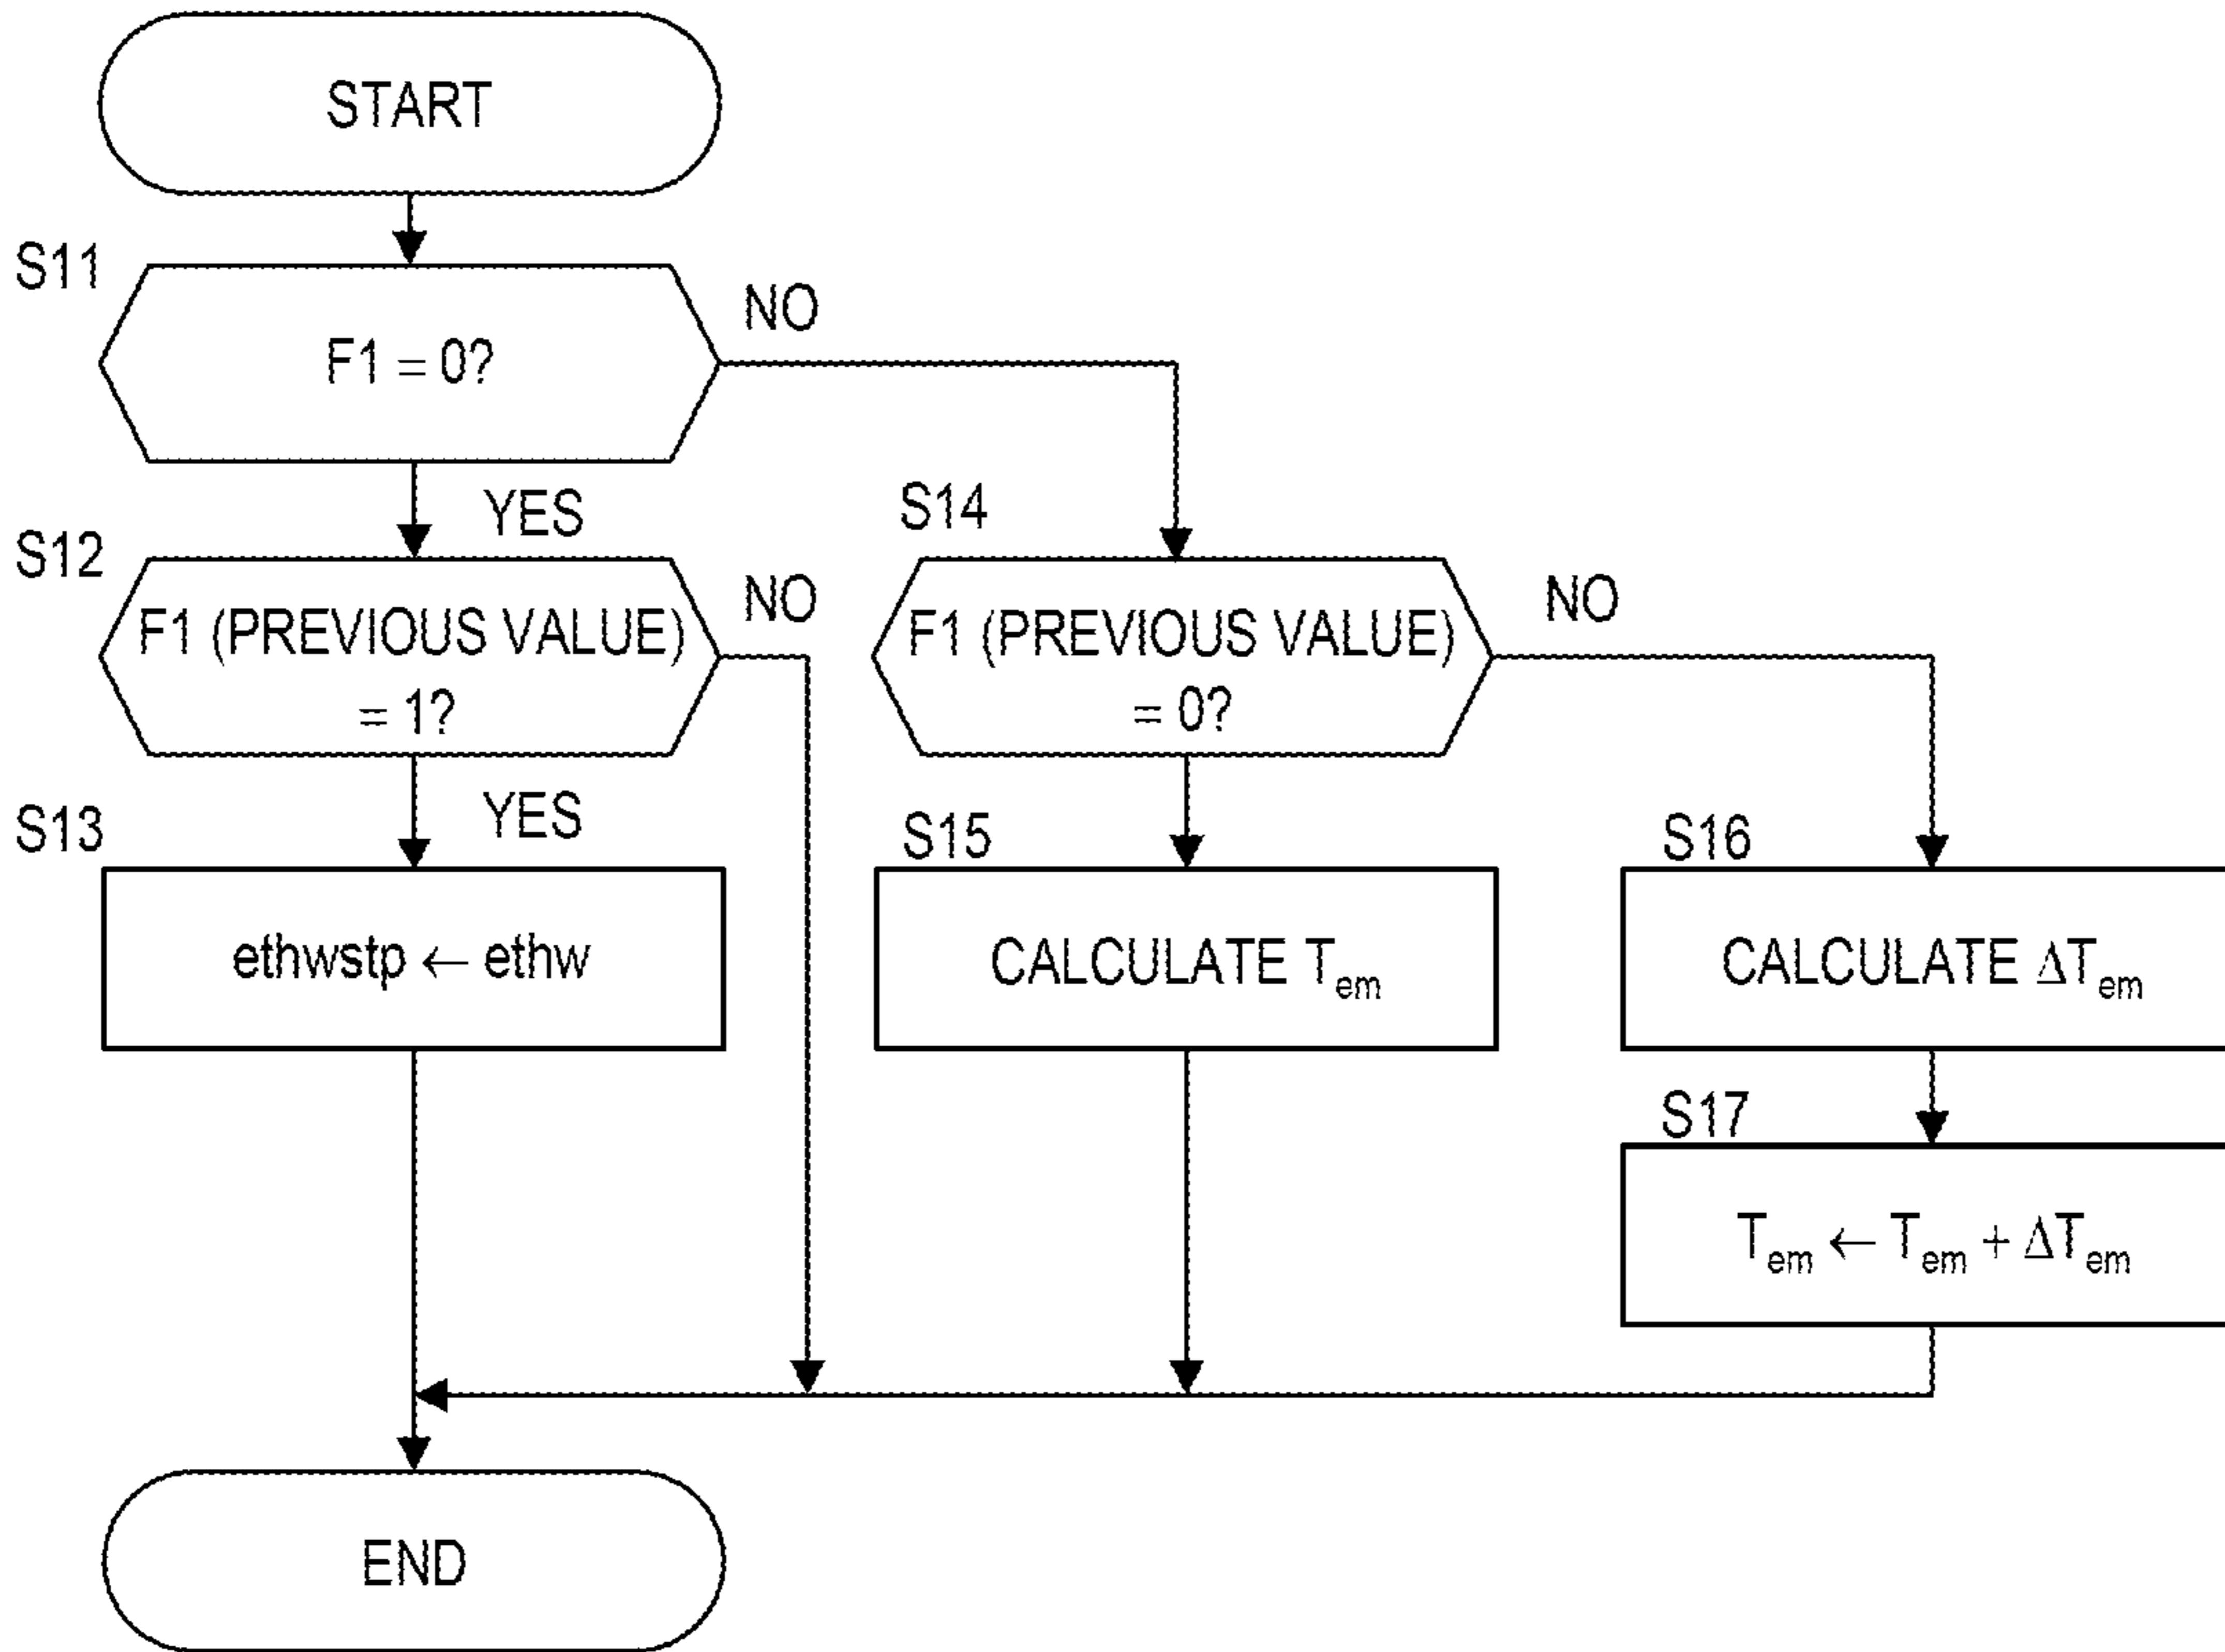 START
S11
F1 = 0?
NO
YES
S12
F1 (PREVIOUS VALUE)
= 1?
NO
YES
S13
ethwstp ← ethw
S14
F1 (PREVIOUS VALUE)
= 0?
NO
S15
CALCULATE Tem
S16
CALCULATE ΔTem
S17
Tem ← Tem + ΔTem
END